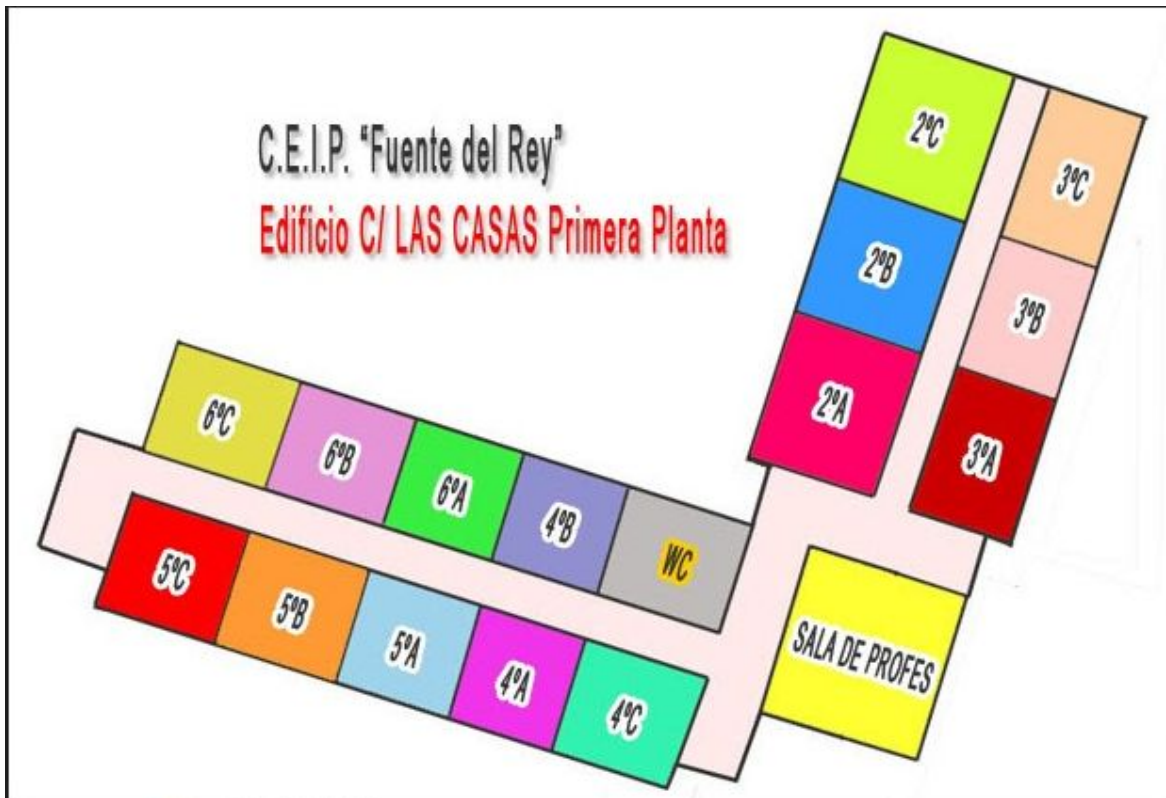 C.E.I.P. "Fuente del Rey"
Edificio C/ LAS CASAS Primera Planta
2ºC
3ºC
2ºB
3ºB
2ºA
3ºA
6ºC
6ºB
6ºA
4ºB
WC
5ºC
5ºB
5ºA
4ºA
4ºC
SALA DE PROFES